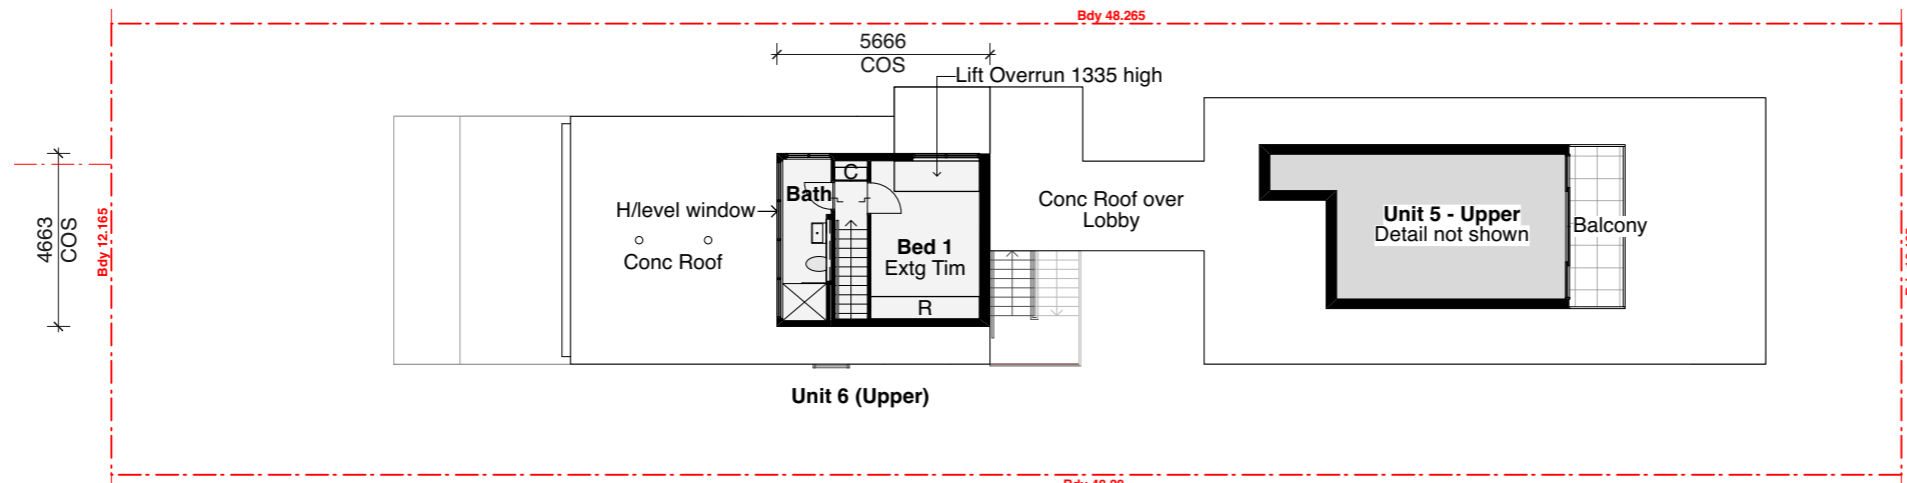 Bdy 48.265
5666
COS
Lift Overrun 1335 high
C
Bath
H/level window
Conc Roof
Bed 1
Extg Tim
R
Conc Roof over
Lobby
Unit 5 - Upper
Detail not shown
Balcony
4663
COS
Bdy 12.165
Unit 6 (Upper)